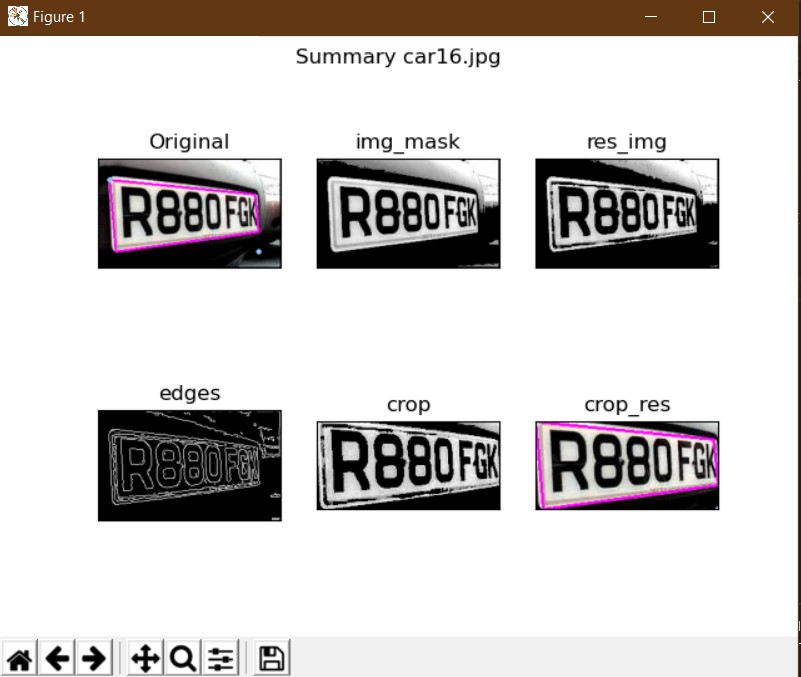 Figure 1
Summary car16.jpg
Original img_mask res_img
R880 FGK R880 FGK R880 FGK
edges crop crop_res
R880 FGK R880 FGK R880 FGK